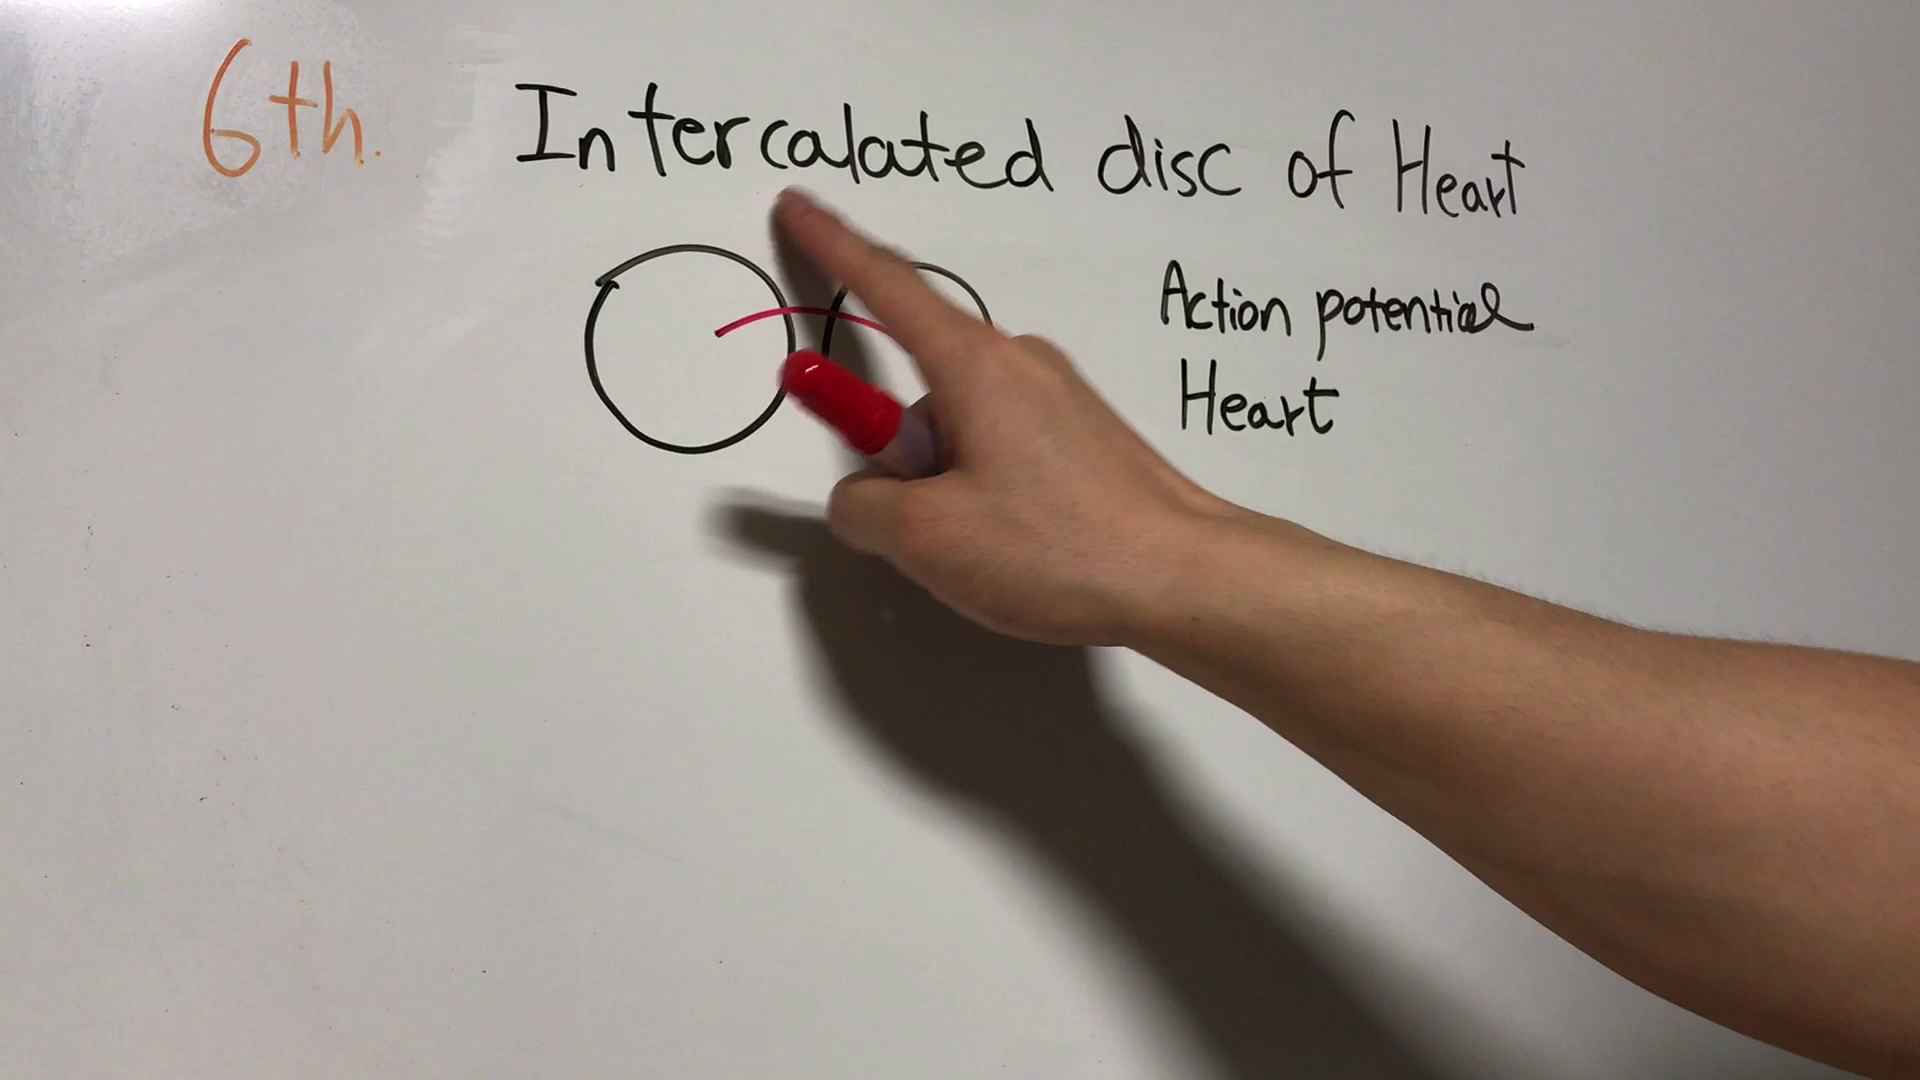 6th. Intercalated disc of Heart
Action potential
Heart